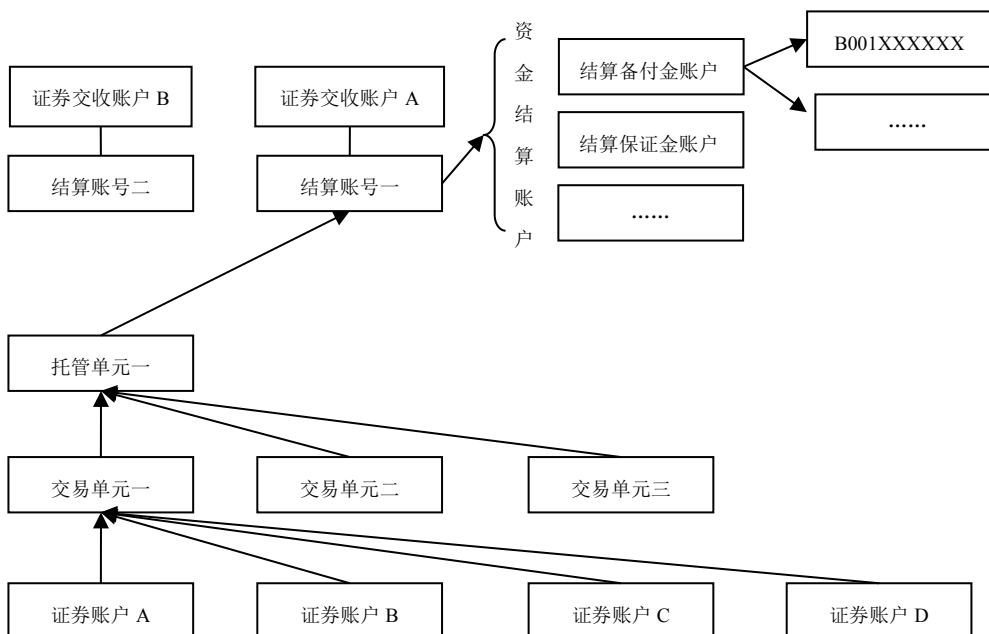 资金结算账户
B001XXXXXX
结算备付金账户
证券交收账户 B
证券交收账户 A
……
结算保证金账户
结算账号二
结算账号一
……
托管单元一
交易单元一
交易单元二
交易单元三
证券账户 A
证券账户 B
证券账户 C
证券账户 D